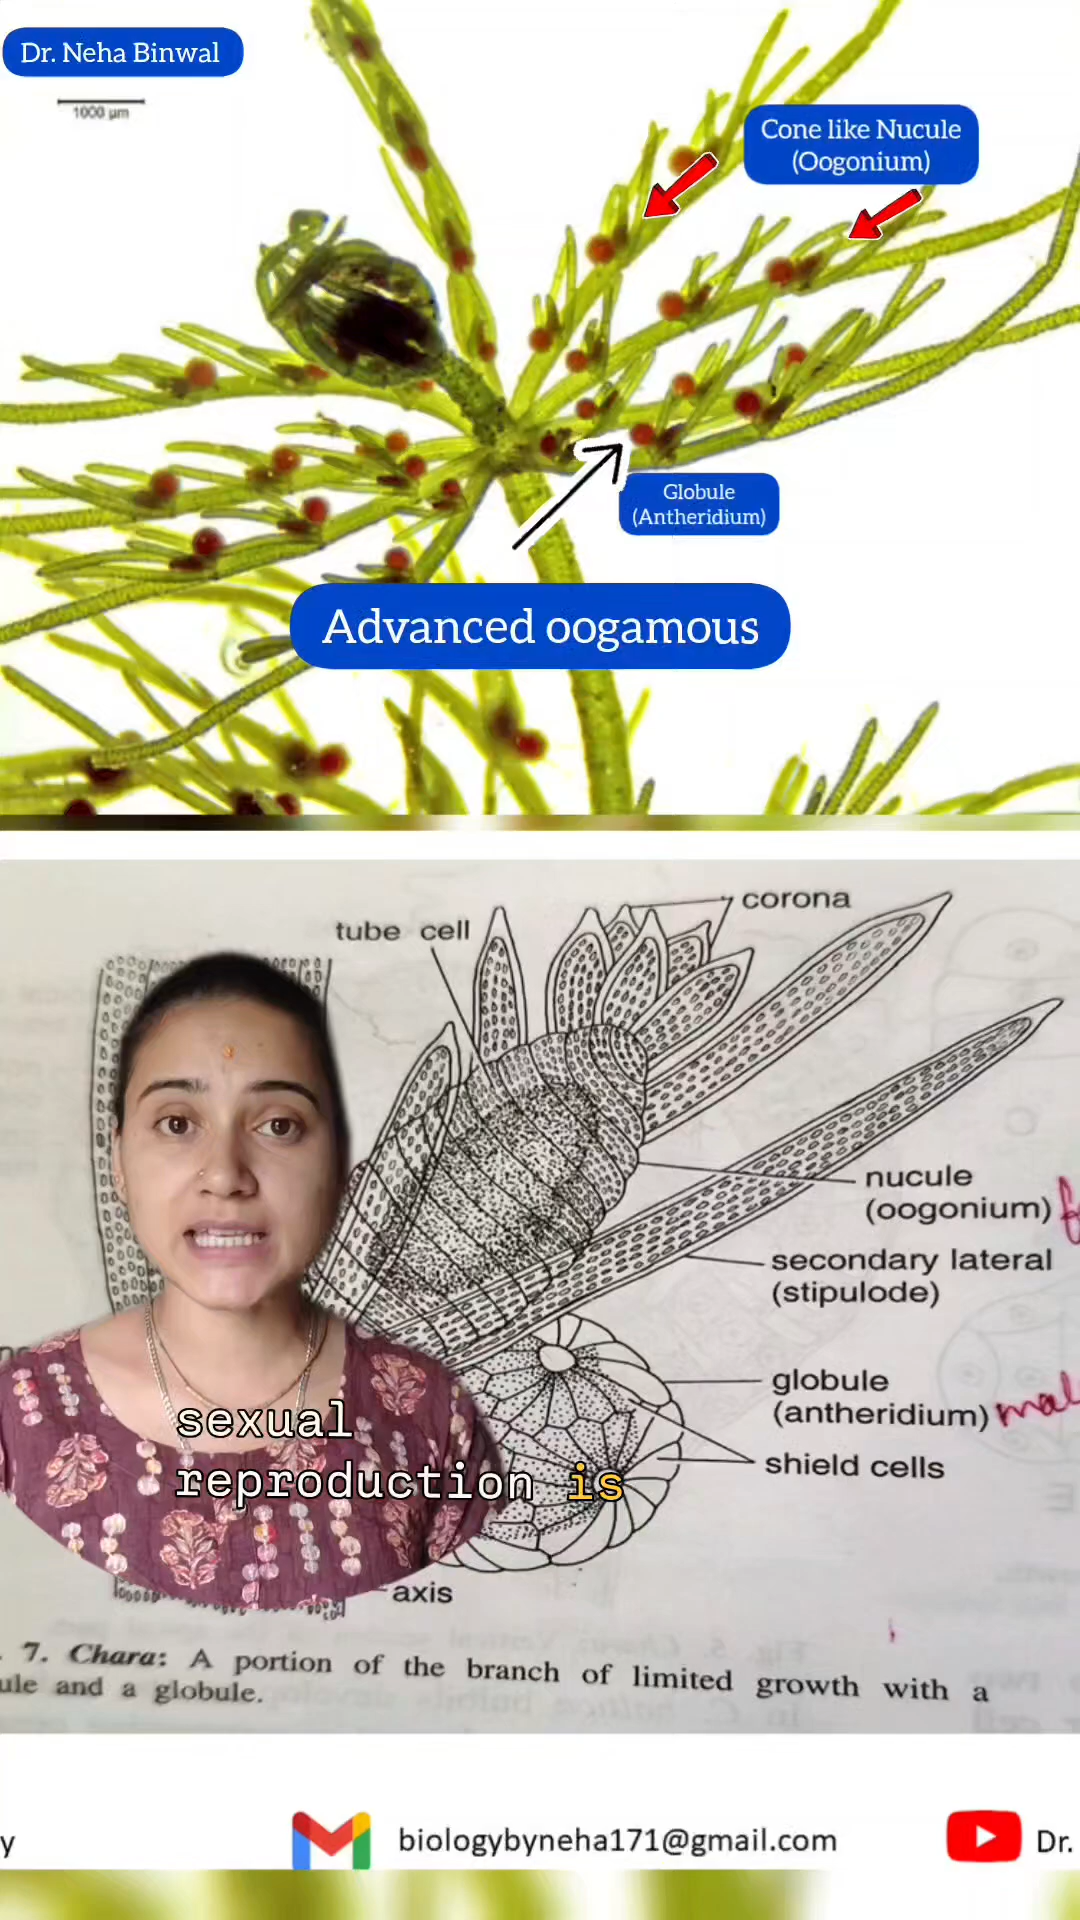 Dr. Neha Binwal
1000 µm
Cone like Nucule
(Oogonium)
Globule
(Antheridium)
Advanced oogamous
corona
tube cell
nucule
(oogonium)
secondary lateral
(stipulode)
globule
(antheridium)
shield cells
sexual
reproduction is
axis
7. Chara: A portion of the branch of limited growth with a
and a globule.
biologybyneha171@gmail.com
Dr.